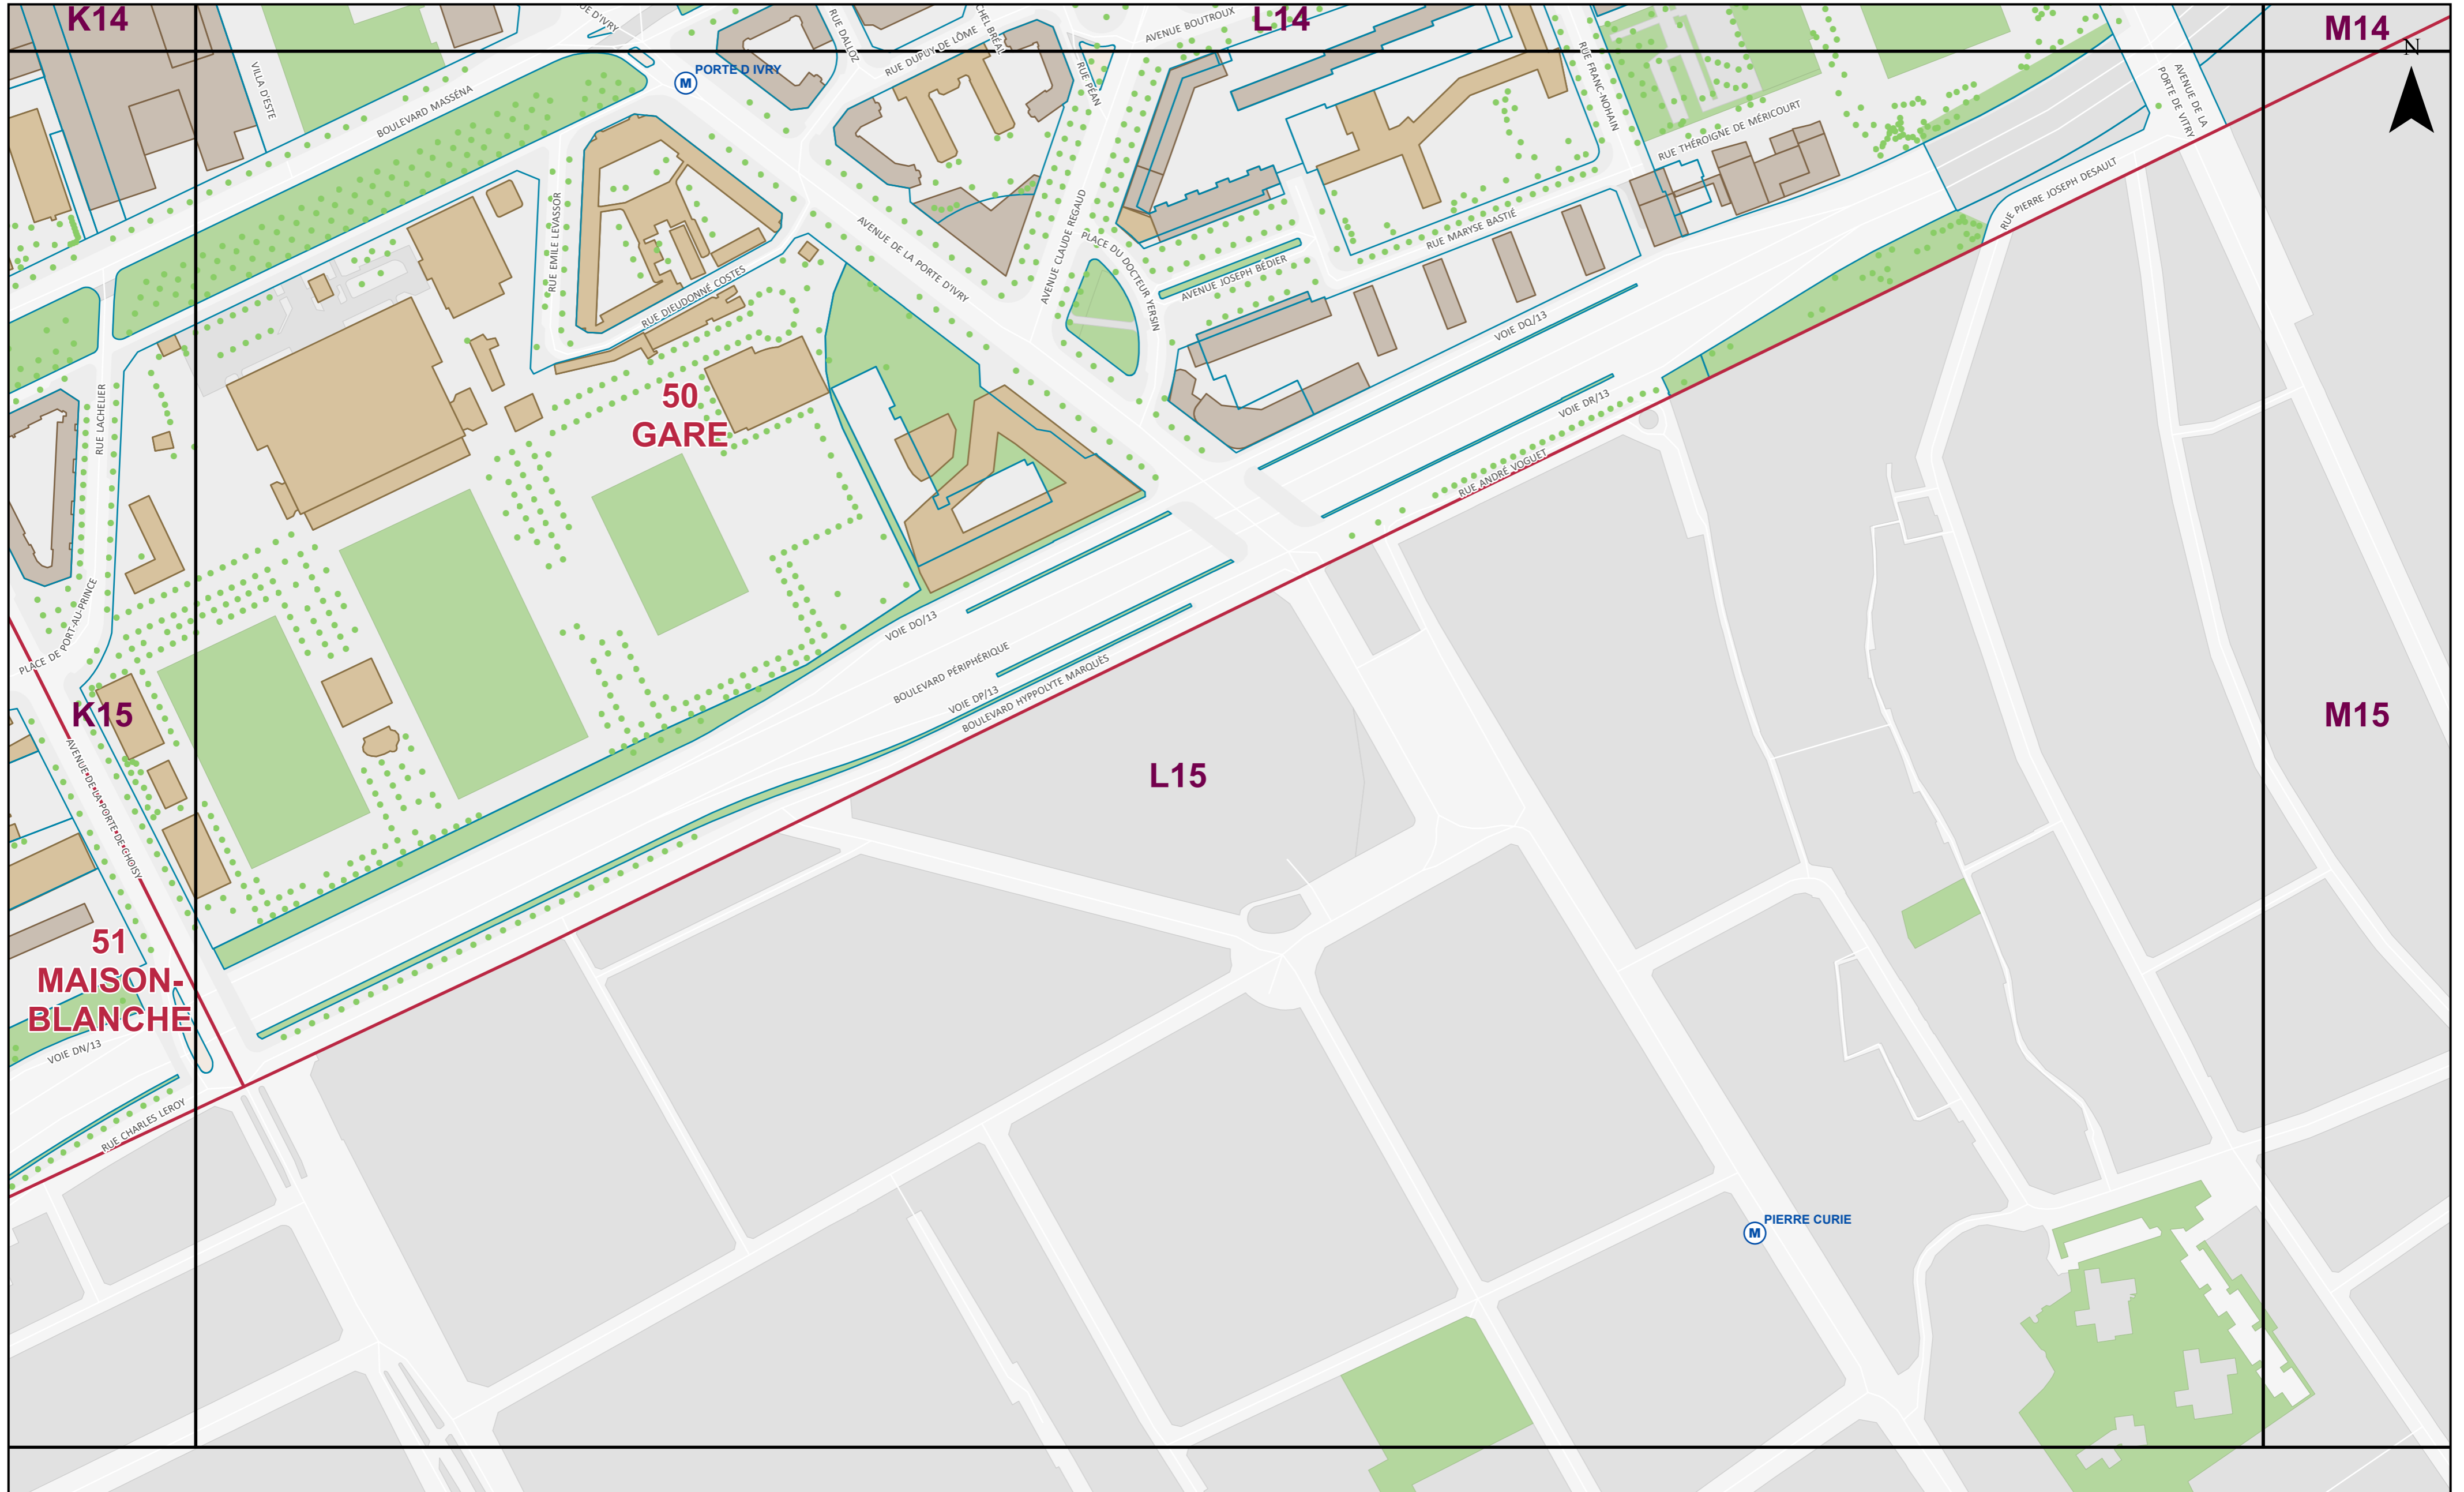 K14
L14
M14
N
RUE DALLOZ
RUE DUPUY DE LÔME
AVENUE BOUTROUX
VILLA D'ESTE
BOULEVARD MASSÉNA
M
PORTE D IVRY
RUE PÉAN
RUE FRANC-NOHAIN
RUE THÉROIGNE DE MÉRICOURT
AVENUE DE LA
PORTE DE VITRY
RUE PIERRE JOSEPH DESAULT
RUE EMILE LEVASSOR
RUE DIEUDONNÉ COSTES
AVENUE DE LA PORTE D'IVRY
AVENUE CLAUDE REGAUD
PLACE DU DOCTEUR YERSIN
AVENUE JOSEPH BÉDIER
RUE MARYSE BASTIÉ
VOIE DQ/13
VOIE DR/13
RUE ANDRÉ VOGUET
RUE LACHELIER
50
GARE
PLACE DE PORT-AU-PRINCE
VOIE DO/13
BOULEVARD PÉRIPHÉRIQUE
VOIE DP/13
BOULEVARD HYPPOLYTE MARQUÈS
K15
L15
M15
AVENUE DE LA PORTE DE CHOISY
51
MAISON-
BLANCHE
VOIE DN/13
RUE CHARLES LEROY
M
PIERRE CURIE